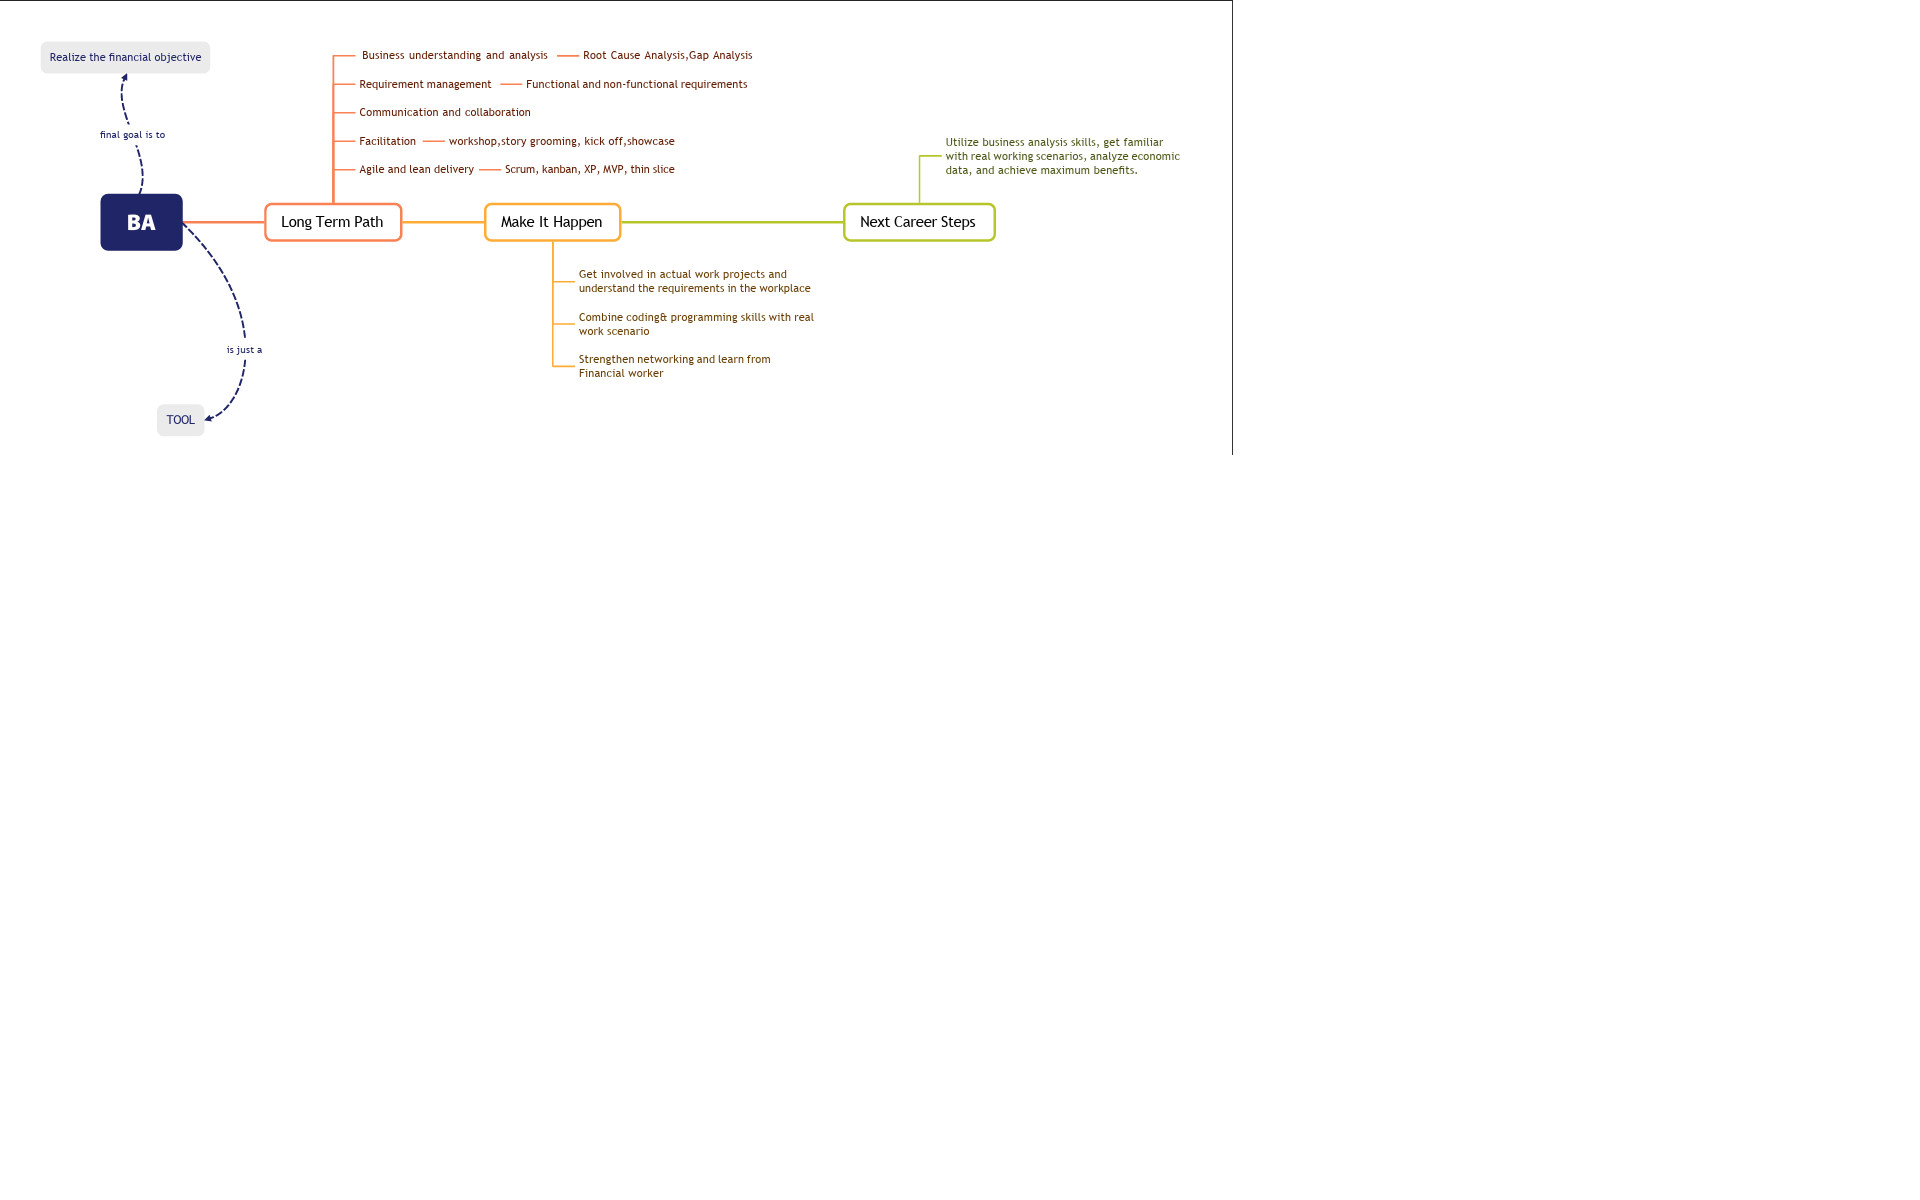 Realize the financial objective
final goal is to
BA
is just a
TOOL
Long Term Path
Business understanding and analysis
Root Cause Analysis,Gap Analysis
Requirement management
Functional and non-functional requirements
Communication and collaboration
Facilitation
workshop,story grooming, kick off,showcase
Agile and lean delivery
Scrum, kanban, XP, MVP, thin slice
Make It Happen
Get involved in actual work projects and
understand the requirements in the workplace
Combine coding& programming skills with real
work scenario
Strengthen networking and learn from
Financial worker
Next Career Steps
Utilize business analysis skills, get familiar
with real working scenarios, analyze economic
data, and achieve maximum benefits.